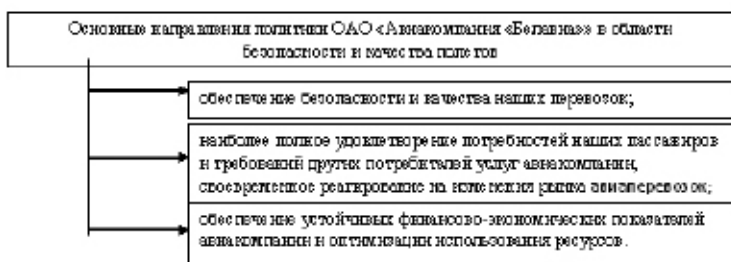 Основные направления политики ОАО «Авиакомпания «Белавиа»» в области
безопасности и качества полетов
обеспечение безопасности и качества наших перевозок;
наиболее полное удовлетворение потребностей наших пассажиров
и требований других потребителей услуг авиакомпании,
своевременное реагирование на изменения рынка авиаперевозок;
обеспечение устойчивых финансово-экономических показателей
авиакомпании и оптимизации использования ресурсов.